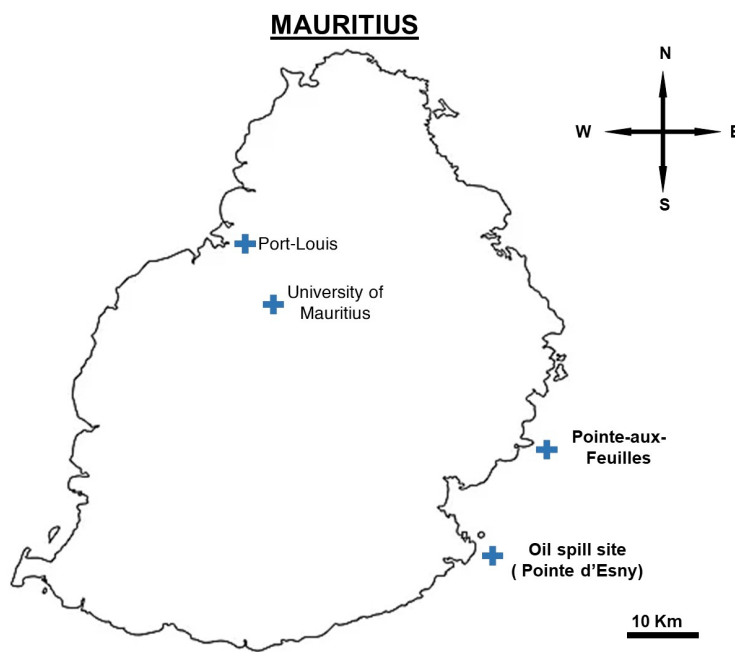 MAURITIUS
N
W
E
S
Port-Louis
University of
Mauritius
Pointe-aux-
Feuilles
Oil spill site
( Pointe d'Esny)
10 Km